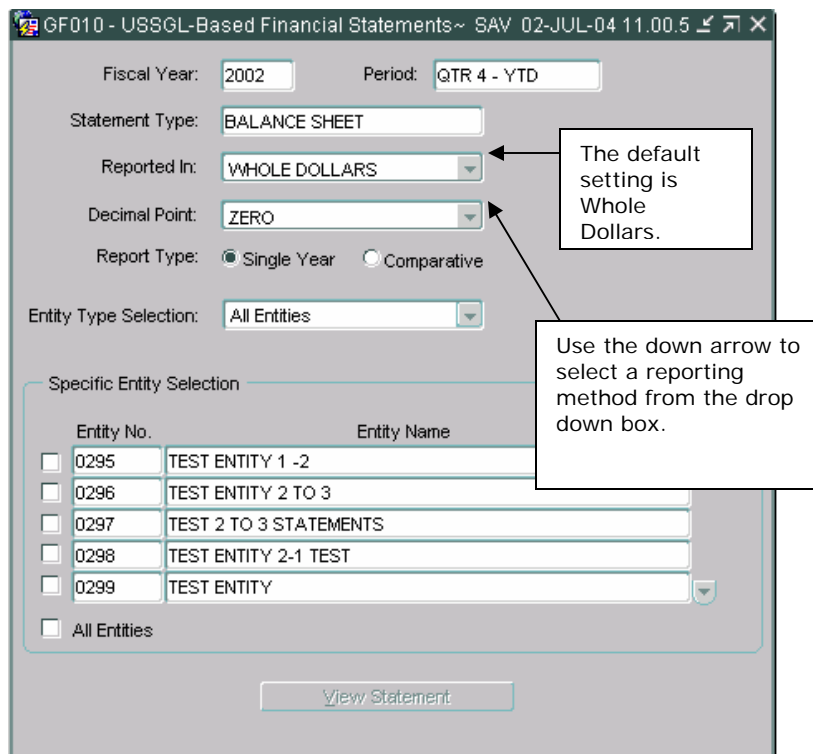 GF010 - USSGL-Based Financial Statements~ SAV 02-JUL-04 11.00.5
Fiscal Year: 2002 Period: QTR 4 - YTD
Statement Type: BALANCE SHEET
Reported In: WHOLE DOLLARS
The default
setting is
Whole
Dollars.
Decimal Point: ZERO
Report Type: Single Year Comparative
Entity Type Selection: All Entities
Use the down arrow to
select a reporting
method from the drop
down box.
Specific Entity Selection
Entity No. Entity Name
0295 TEST ENTITY 1 -2
0296 TEST ENTITY 2 TO 3
0297 TEST 2 TO 3 STATEMENTS
0298 TEST ENTITY 2-1 TEST
0299 TEST ENTITY
All Entities
View Statement